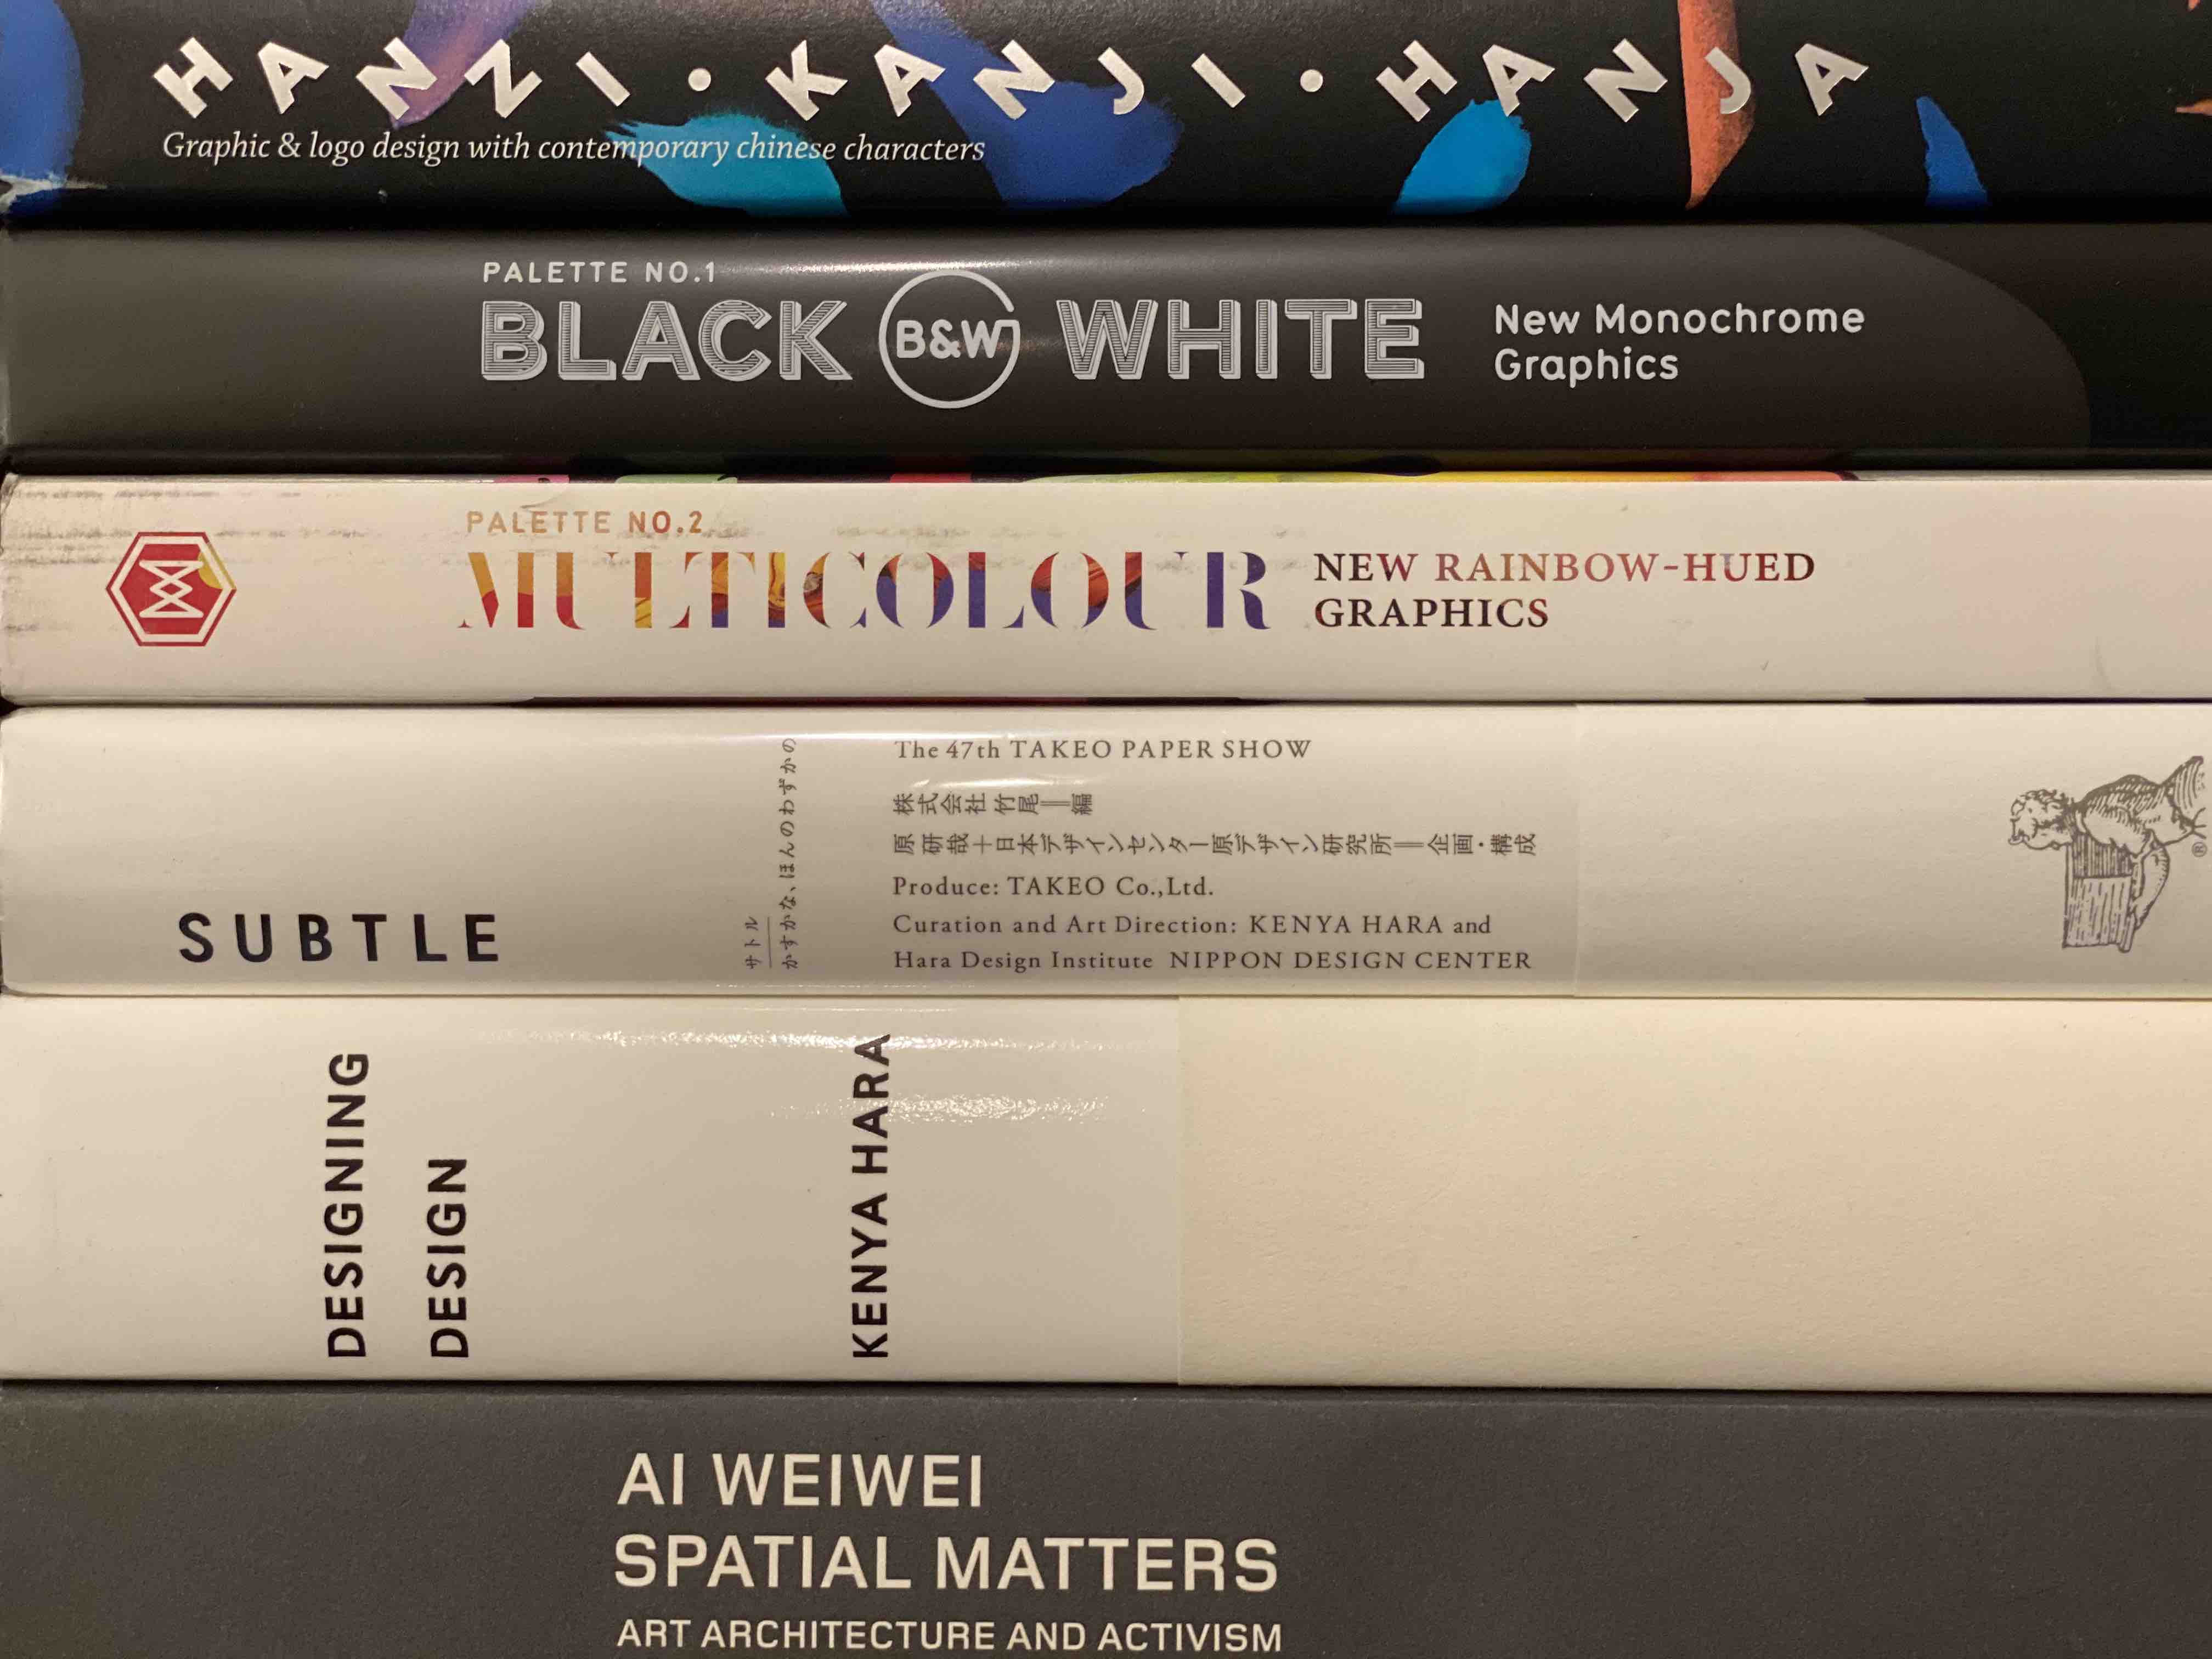 HANZI•KANJI•HANJA
Graphic & logo design with contemporary chinese characters
PALETTE NO.1
BLACK B&W WHITE
New Monochrome
Graphics
PALETTE NO.2
MULTICOLOUR
NEW RAINBOW-HUED
GRAPHICS
SUBTLE
サトル
かすかな、ほんのわずかの
The 47th TAKEO PAPER SHOW
株式会社竹尾＝編
原研哉＋日本デザインセンター原デザイン研究所＝企画・構成
Produce: TAKEO Co.,Ltd.
Curation and Art Direction: KENYA HARA and
Hara Design Institute NIPPON DESIGN CENTER
®
DESIGNING
DESIGN
KENYA HARA
AI WEIWEI
SPATIAL MATTERS
ART ARCHITECTURE AND ACTIVISM